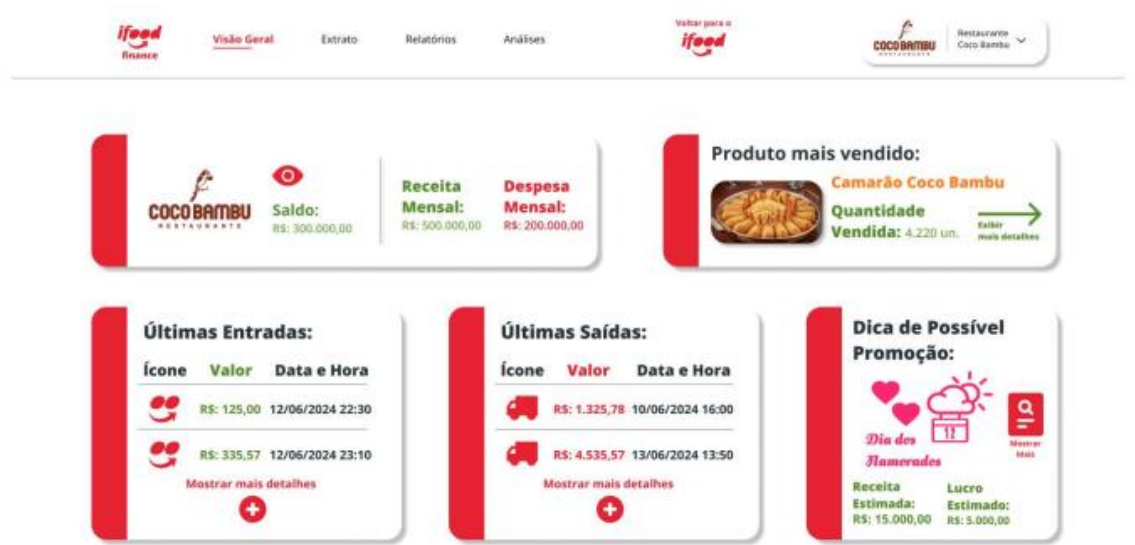 ifood
finance
Visão Geral
Extrato
Relatórios
Análises
Voltar para o
ifood
COCO BAMBU
RESTAURANTE
Restaurante
Coco Bambu
COCO BAMBU
RESTAURANTE
Saldo:
R$: 300.000,00
Receita
Mensal:
R$: 500.000,00
Despesa
Mensal:
R$: 200.000,00
Produto mais vendido:
Camarão Coco Bambu
Quantidade
Vendida: 4.220 un.
Exibir
mais detalhes
Últimas Entradas:
Ícone Valor Data e Hora
R$: 125,00 12/06/2024 22:30
R$: 335,57 12/06/2024 23:10
Mostrar mais detalhes
Últimas Saídas:
Ícone Valor Data e Hora
R$: 1.325,78 10/06/2024 16:00
R$: 4.535,57 13/06/2024 13:50
Mostrar mais detalhes
Dica de Possível
Promoção:
12
Dia dos
Namorados
Mostrar
Mais
Receita
Estimada:
R$: 15.000,00
Lucro
Estimado:
R$: 5.000,00